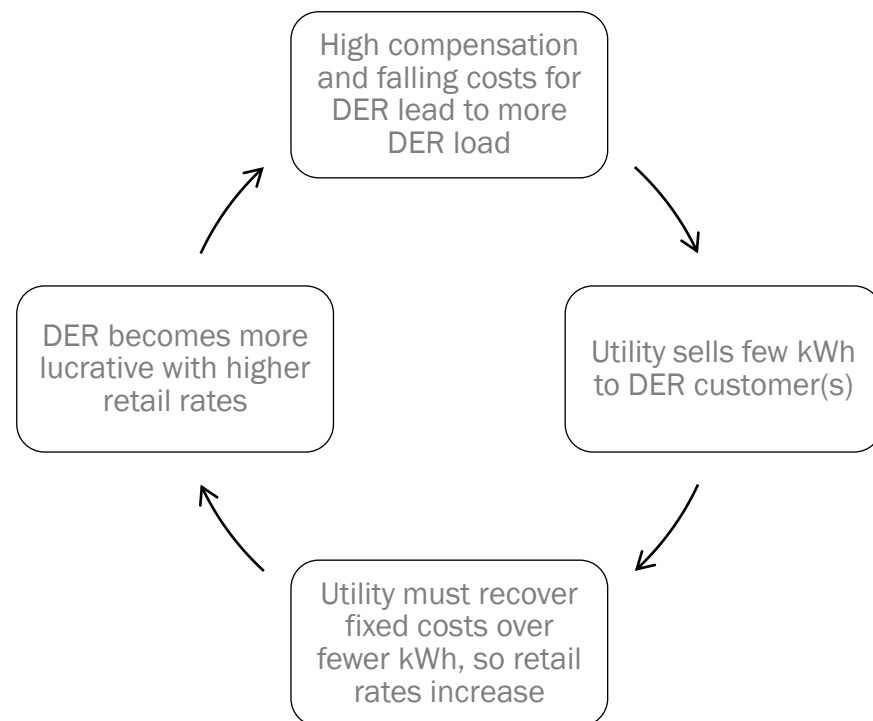 High compensation
and falling costs for
DER lead to more
DER load
Utility sells few kWh
to DER customer(s)
Utility must recover
fixed costs over
fewer kWh, so retail
rates increase
DER becomes more
lucrative with higher
retail rates